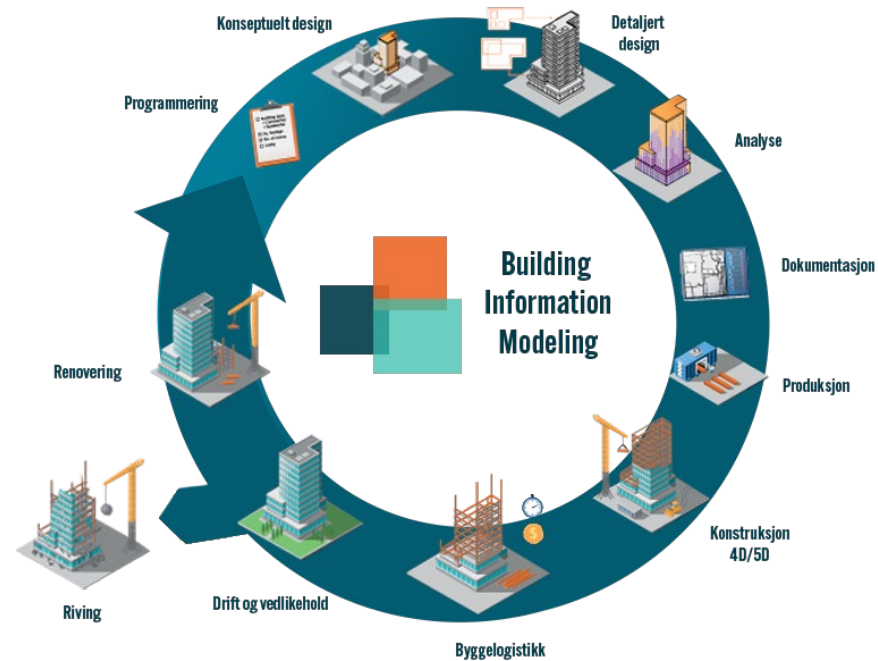 Konseptuelt design
Detaljert
design
Programmering
Analyse
Building
Information
Modeling
Dokumentasjon
Renovering
Produksjon
Konstruksjon
4D/5D
Riving
Drift og vedlikehold
Byggelogistikk
$